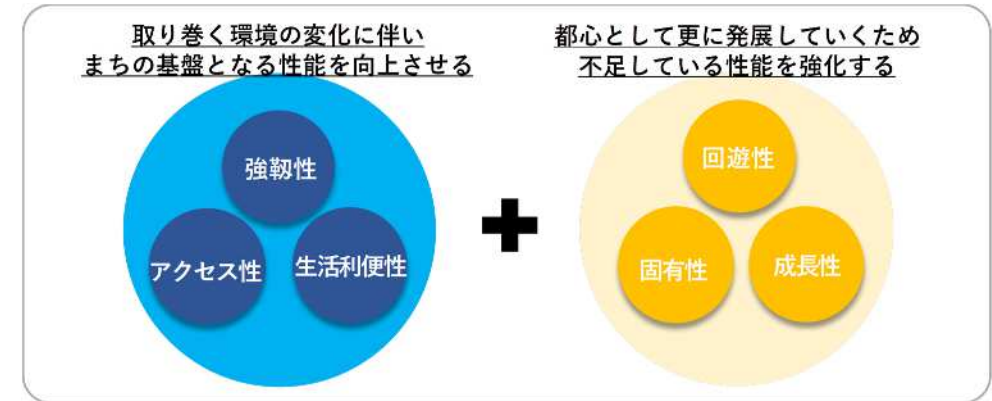 取り巻く環境の変化に伴い
まちの基盤となる性能を向上させる
強靱性
アクセス性
生活利便性
都心として更に発展していくため
不足している性能を強化する
回遊性
固有性
成長性